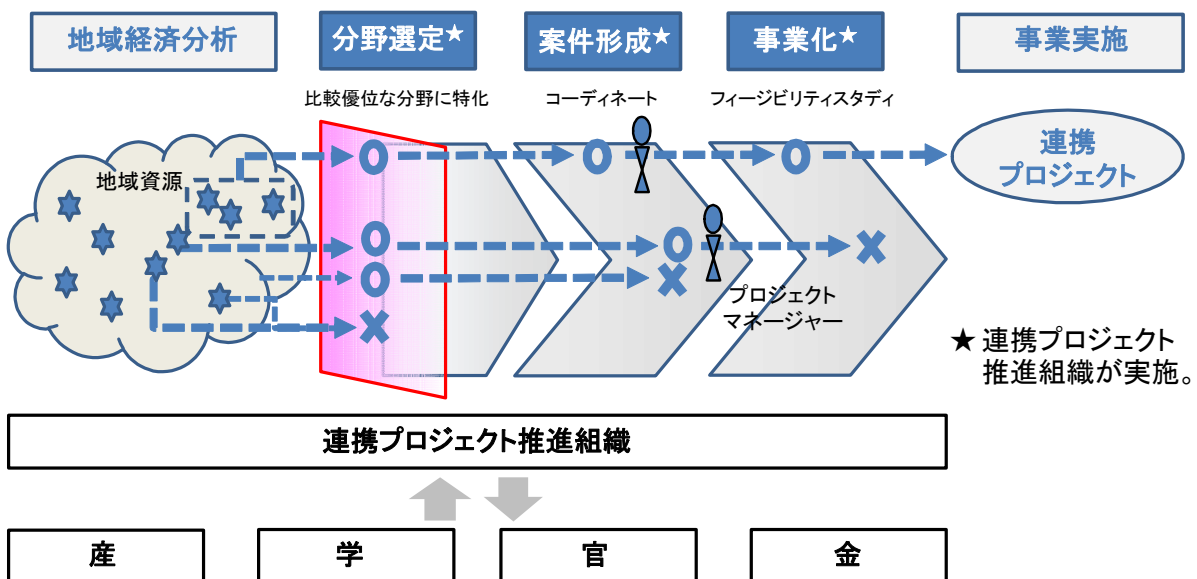 地域経済分析
分野選定★
案件形成★
事業化★
事業実施
比較優位な分野に特化
コーディネート
フィージビリティスタディ
地域資源
連携
プロジェクト
プロジェクト
マネージャー
★ 連携プロジェクト
推進組織が実施。
連携プロジェクト推進組織
産
学
官
金